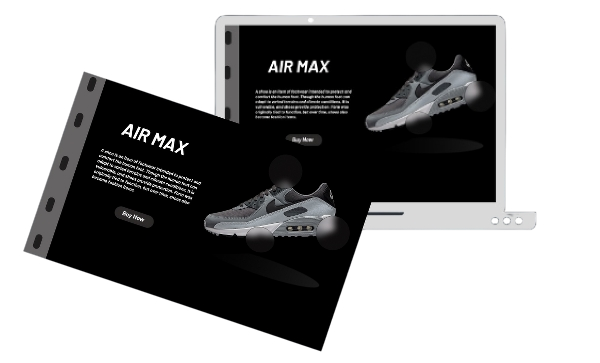 AIR MAX
A shoe is an item of footwear intended to protect and
comfort the human foot. Though the human foot can
adapt to varied terrains and climate conditions, it is
vulnerable, and shoes provide protection. Form was
originally tied to function, but over time, shoes also
become fashion items.
Buy Now
AIR MAX
A shoe is an item of footwear intended to protect and
comfort the human foot. Though the human foot can
adapt to varied terrains and climate conditions, it is
vulnerable, and shoes provide protection. Form was
originally tied to function, but over time, shoes also
become fashion items.
Buy Now